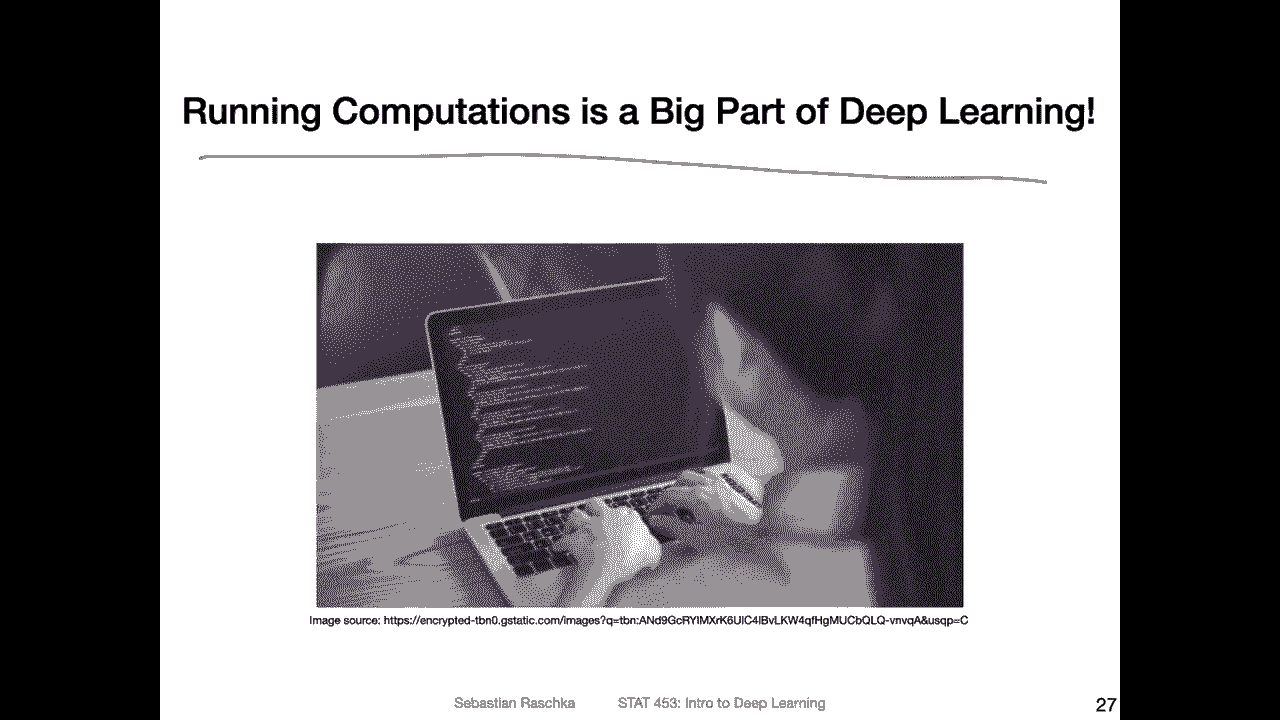 Running Computations is a Big Part of Deep Learning!
Image source: https://encrypted-tbn0.gstatic.com/images?q=tbn:ANd9GcRYIMXrK6UIC4IBvLKW4qfHgMUCbQLQ-vnvqA&usqp=C
Sebastian Raschka STAT 453: Intro to Deep Learning
27